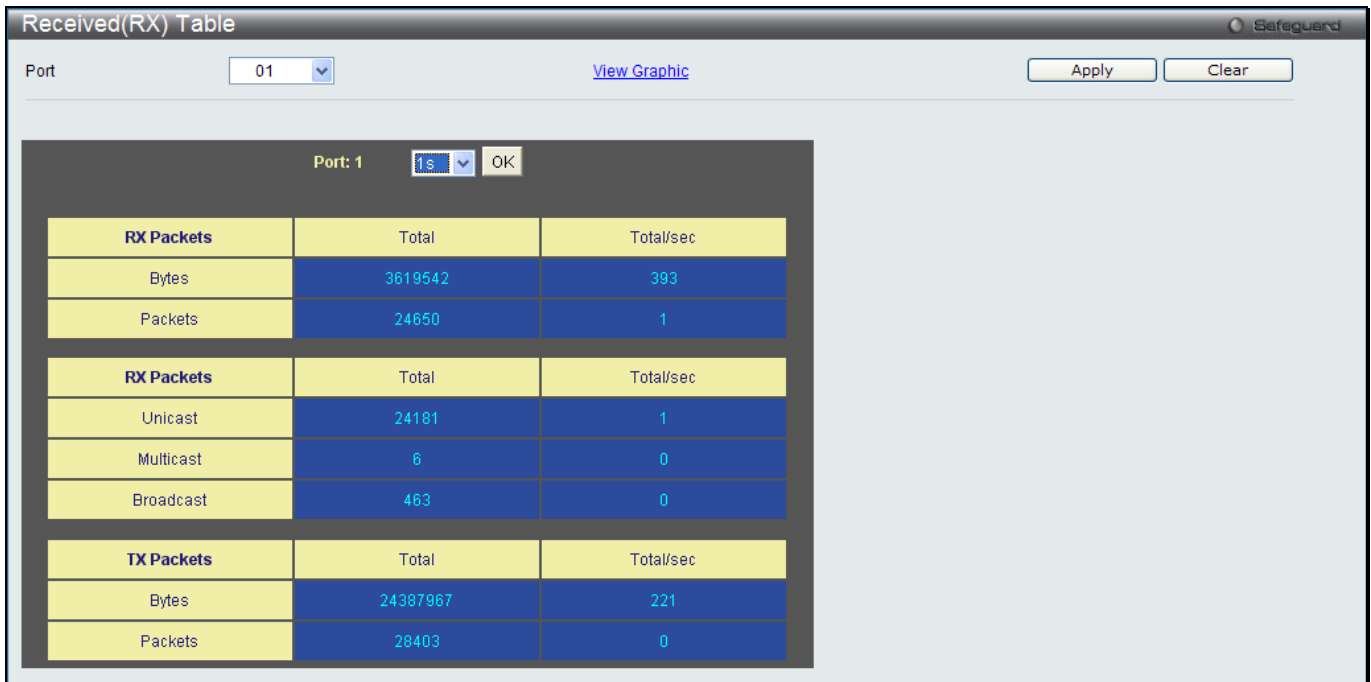 Received(RX) Table Safeguard
Port 01 View Graphic Apply Clear
Port: 1 1s OK
RX Packets Total Total/sec
Bytes 3619542 393
Packets 24650 1
RX Packets Total Total/sec
Unicast 24181 1
Multicast 6 0
Broadcast 463 0
TX Packets Total Total/sec
Bytes 24387967 221
Packets 28403 0